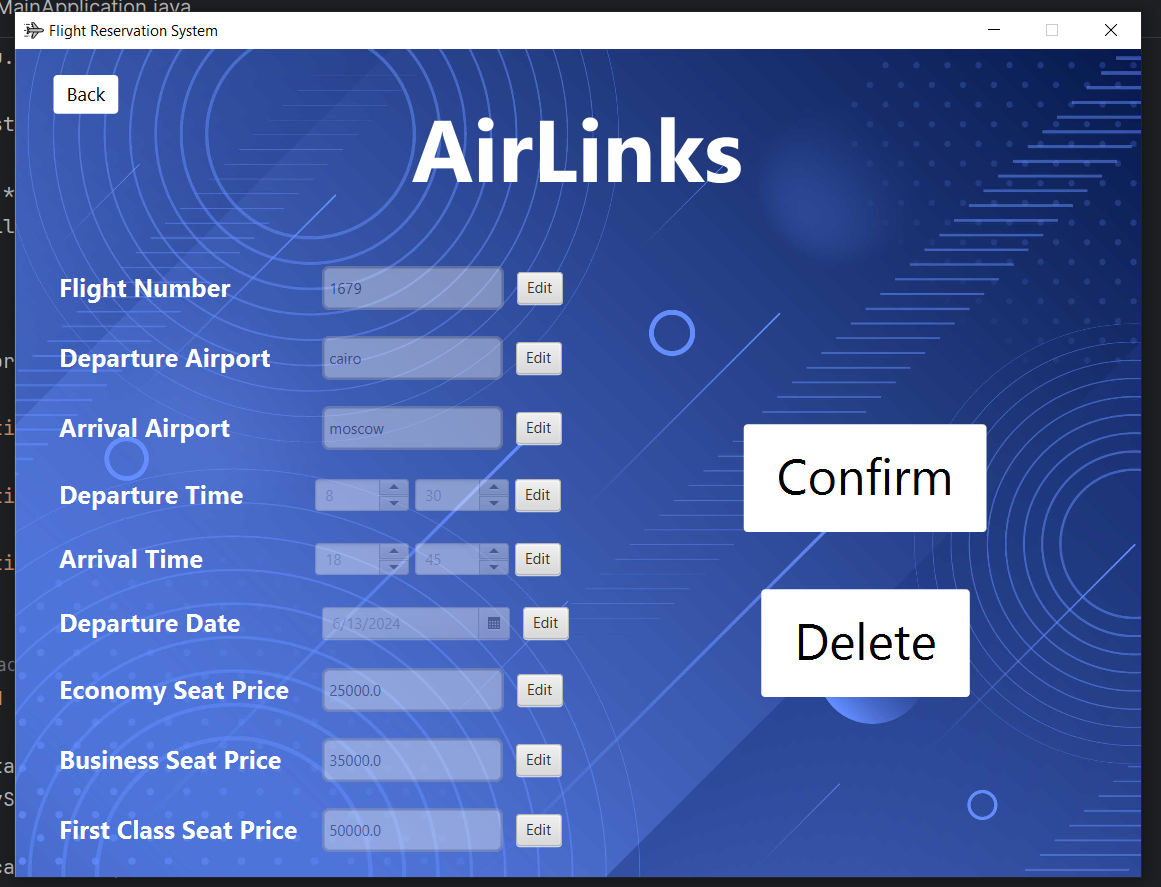 MainApplication.java
Flight Reservation System
Back
AirLinks
Flight Number 1679 Edit
Departure Airport cairo Edit
Arrival Airport moscow Edit
Departure Time 8 30 Edit
Arrival Time 18 45 Edit
Departure Date 6/13/2024 Edit
Economy Seat Price 25000.0 Edit
Business Seat Price 35000.0 Edit
First Class Seat Price 50000.0 Edit
Confirm
Delete